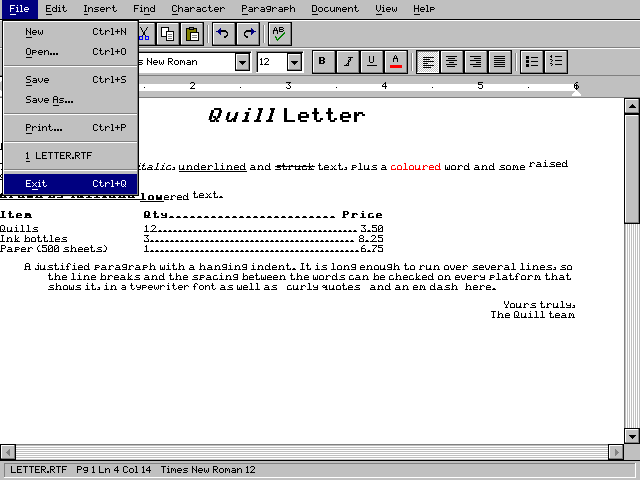 File Edit Insert Find Character Paragraph Document View Help
New Ctrl+N
Open... Ctrl+O
Save Ctrl+S
Save As...
Print... Ctrl+P
1 LETTER.RTF
Exit Ctrl+Q
s New Roman 12 B I U A
2 3 4 5 6
Quill Letter
italic, underlined and struck text, plus a coloured word and some raised
lowered text.
Item Qty Price
Quills 12 3.50
Ink bottles 3 8.25
Paper (500 sheets) 1 6.75
A justified paragraph with a hanging indent. It is long enough to run over several lines, so
the line breaks and the spacing between the words can be checked on every platform that
shows it, in a typewriter font as well as curly quotes and an em dash here.
Yours truly,
The Quill team
LETTER.RTF Pg 1 Ln 4 Col 14 Times New Roman 12